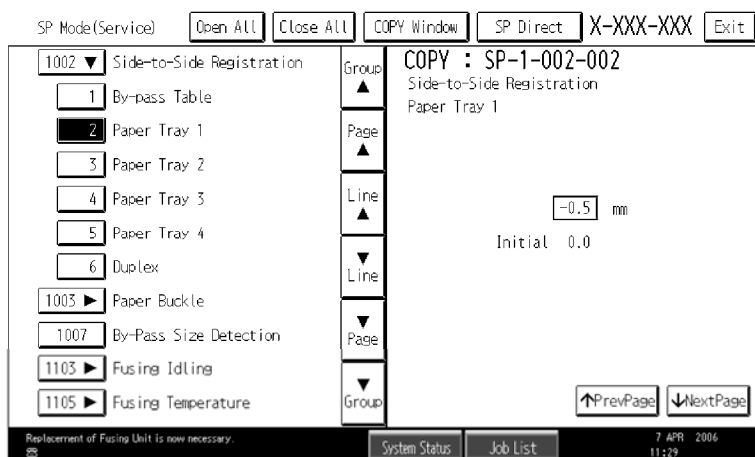 SP Mode(Service) Open All Close All COPY Window SP Direct X-XXX-XXX Exit
1002 ▼ Side-to-Side Registration
1 By-pass Table
2 Paper Tray 1
3 Paper Tray 2
4 Paper Tray 3
5 Paper Tray 4
6 Duplex
1003 ► Paper Buckle
1007 By-Pass Size Detection
1103 ► Fusing Idling
1105 ► Fusing Temperature
Group
▲
Page
▲
Line
▲
▼
Line
▼
Page
▼
Group
COPY : SP-1-002-002
Side-to-Side Registration
Paper Tray 1
-0.5 mm
Initial 0.0
↑PrevPage ↓NextPage
Replacement of Fusing Unit is now necessary.
System Status Job List
7 APR 2006
11:29